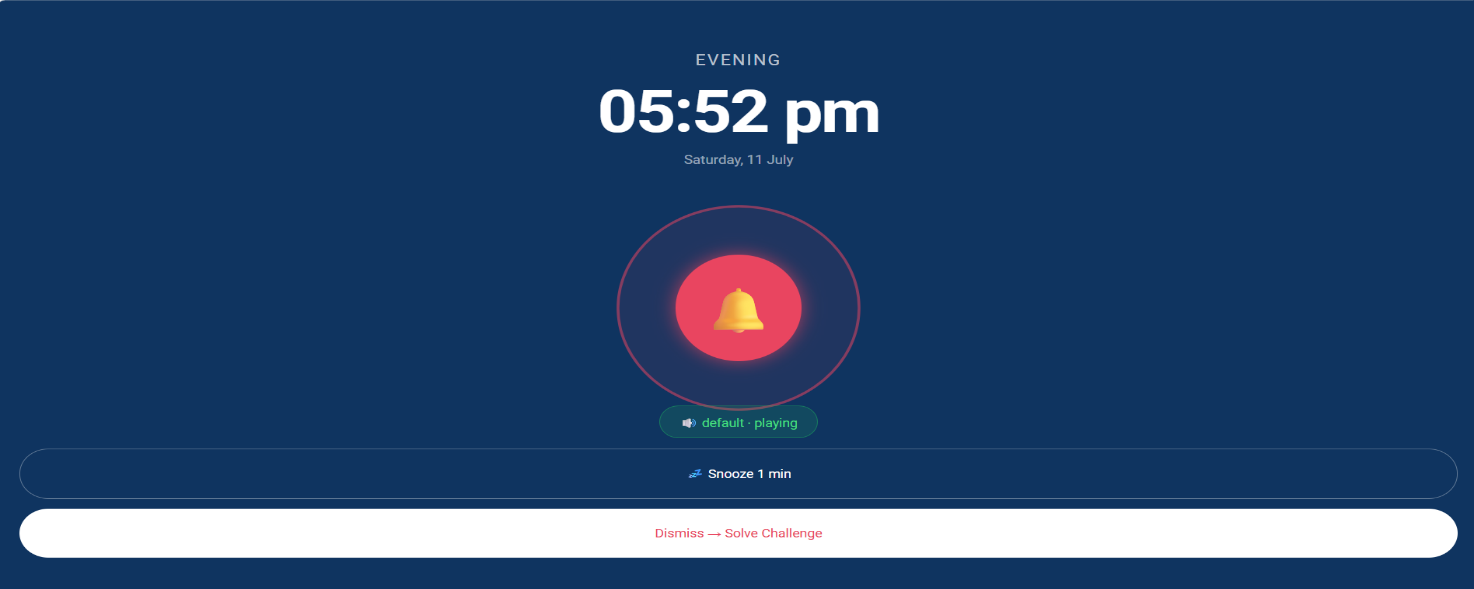 EVENING
05:52 pm
Saturday, 11 July
default · playing
Snooze 1 min
Dismiss → Solve Challenge